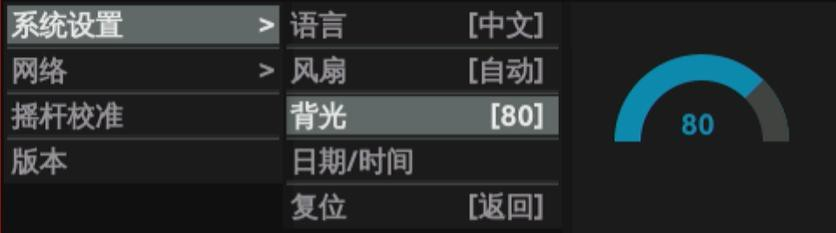 系统设置 >
网络 >
摇杆校准
版本
语言 [中文]
风扇 [自动]
背光 [80]
日期/时间
复位 [返回]
80